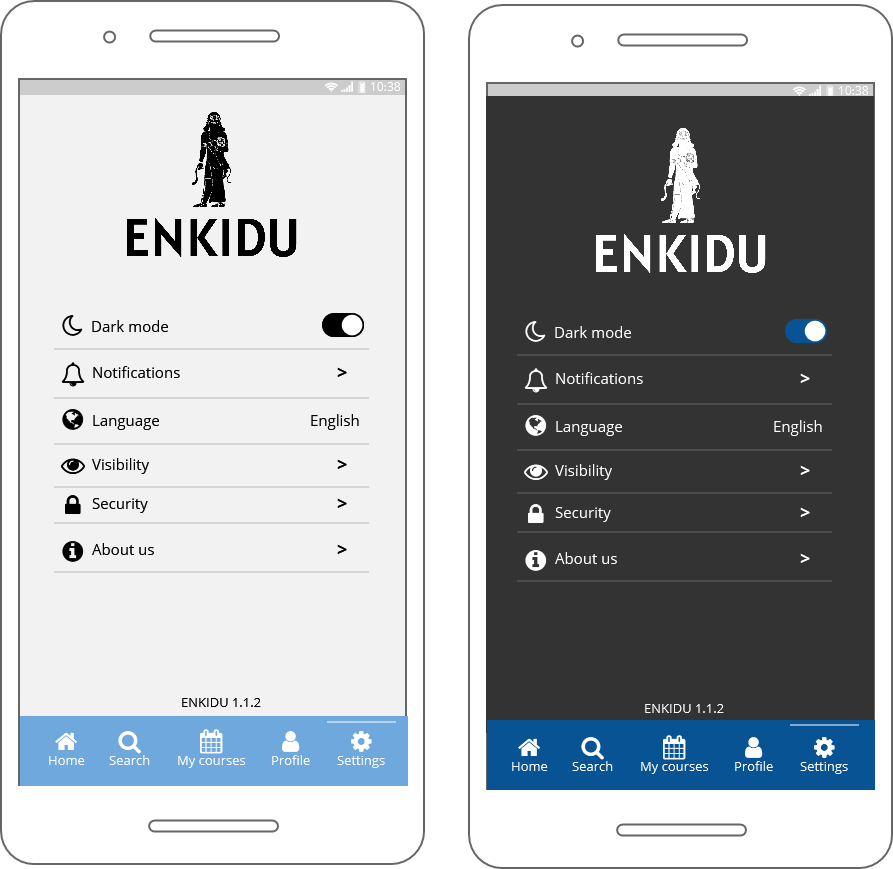 10:38
ENKIDU
Dark mode
Notifications >
Language English
Visibility >
Security >
About us >
ENKIDU 1.1.2
Home Search My courses Profile Settings
10:38
ENKIDU
Dark mode
Notifications >
Language English
Visibility >
Security >
About us >
ENKIDU 1.1.2
Home Search My courses Profile Settings